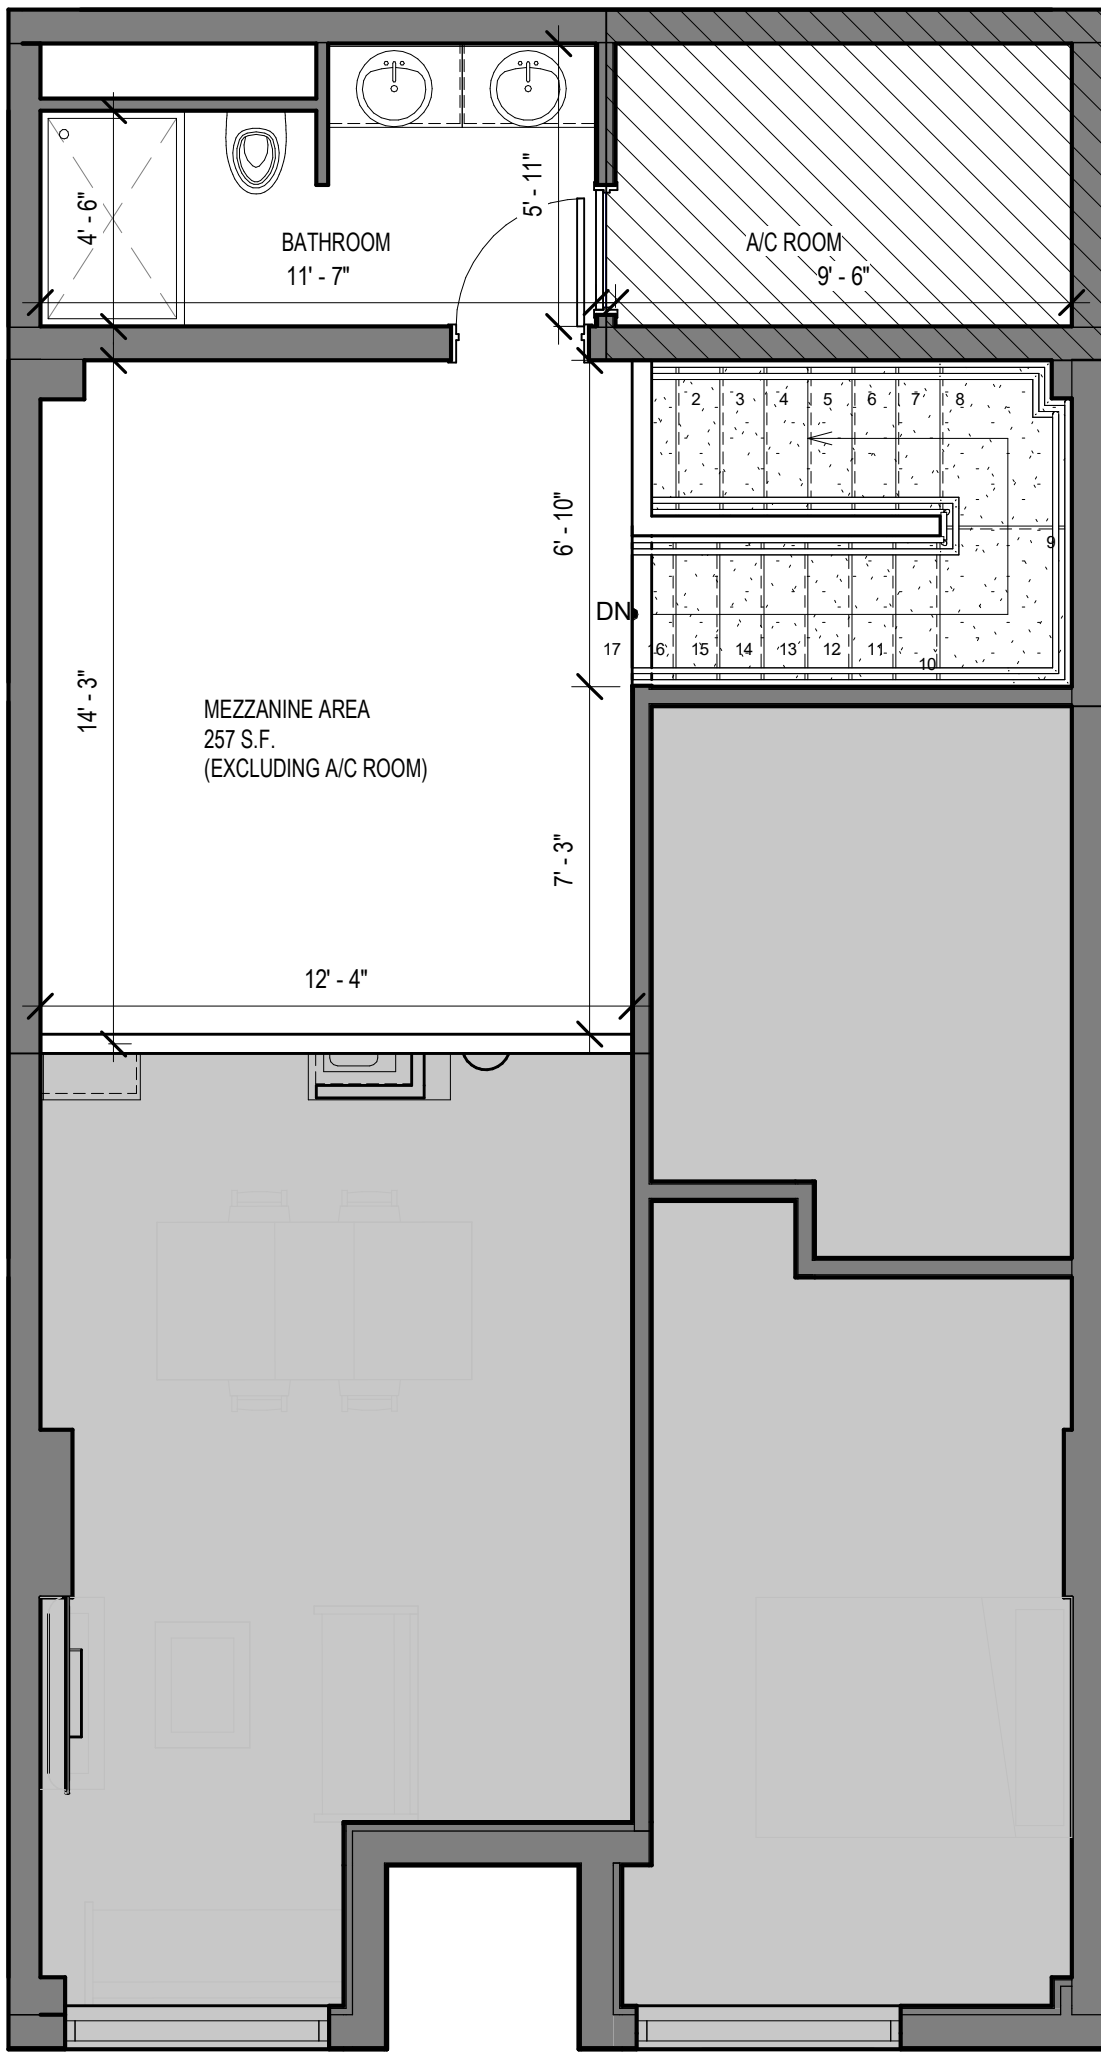 5' - 11"
4' - 6"
BATHROOM
11' - 7"
A/C ROOM
9' - 6"
2 3 4 5 6 7 8
6' - 10"
9
DN
17 16 15 14 13 12 11 10
14' - 3"
MEZZANINE AREA
257 S.F.
(EXCLUDING A/C ROOM)
7' - 3"
12' - 4"